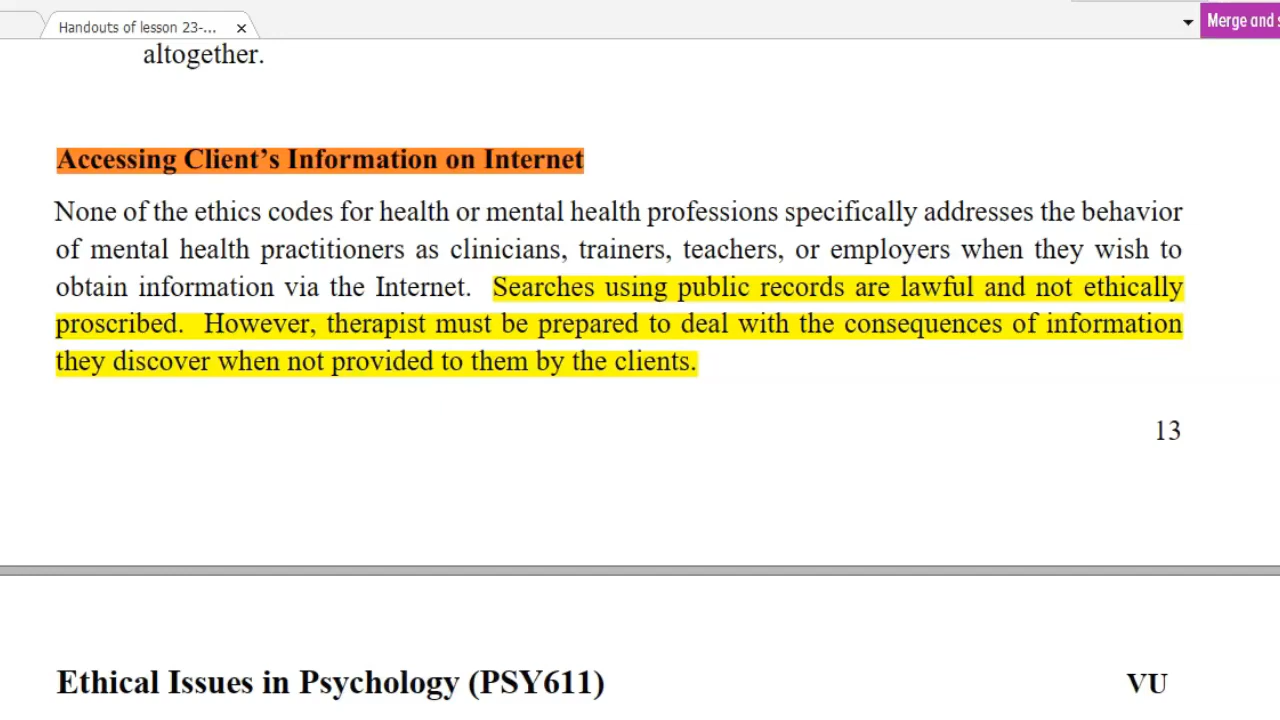 Handouts of lesson 23-... x
Merge and
altogether.
Accessing Client’s Information on Internet
None of the ethics codes for health or mental health professions specifically addresses the behavior
of mental health practitioners as clinicians, trainers, teachers, or employers when they wish to
obtain information via the Internet. Searches using public records are lawful and not ethically
proscribed. However, therapist must be prepared to deal with the consequences of information
they discover when not provided to them by the clients.
13
Ethical Issues in Psychology (PSY611) VU